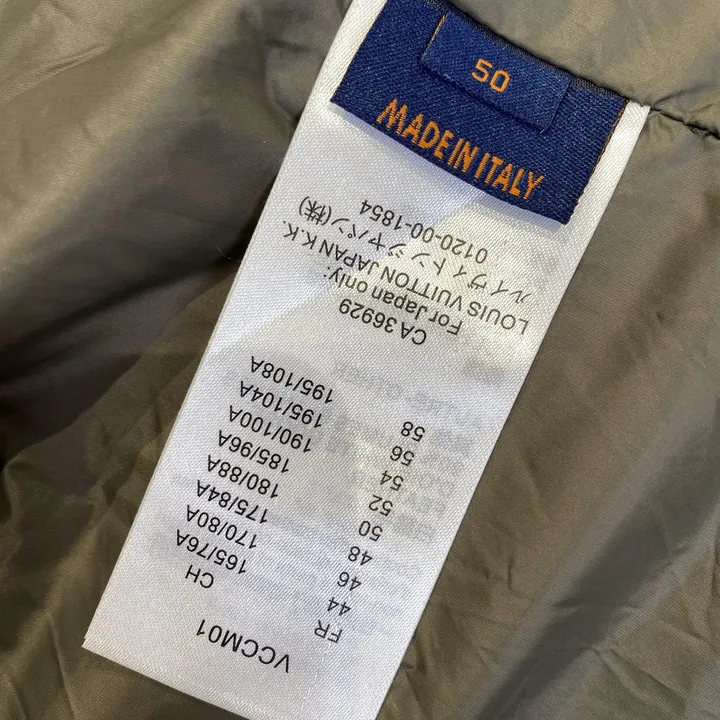 50
MADE IN ITALY
VCCM01
FR CH
44 165/76A
46 170/80A
48 175/84A
50 180/88A
52 185/96A
54 190/100A
56 195/104A
58 195/108A
CA36929
For Japan only:
LOUIS VUITTON JAPAN K.K.
ルイヴィトンジャパン(株)
0120-00-1854